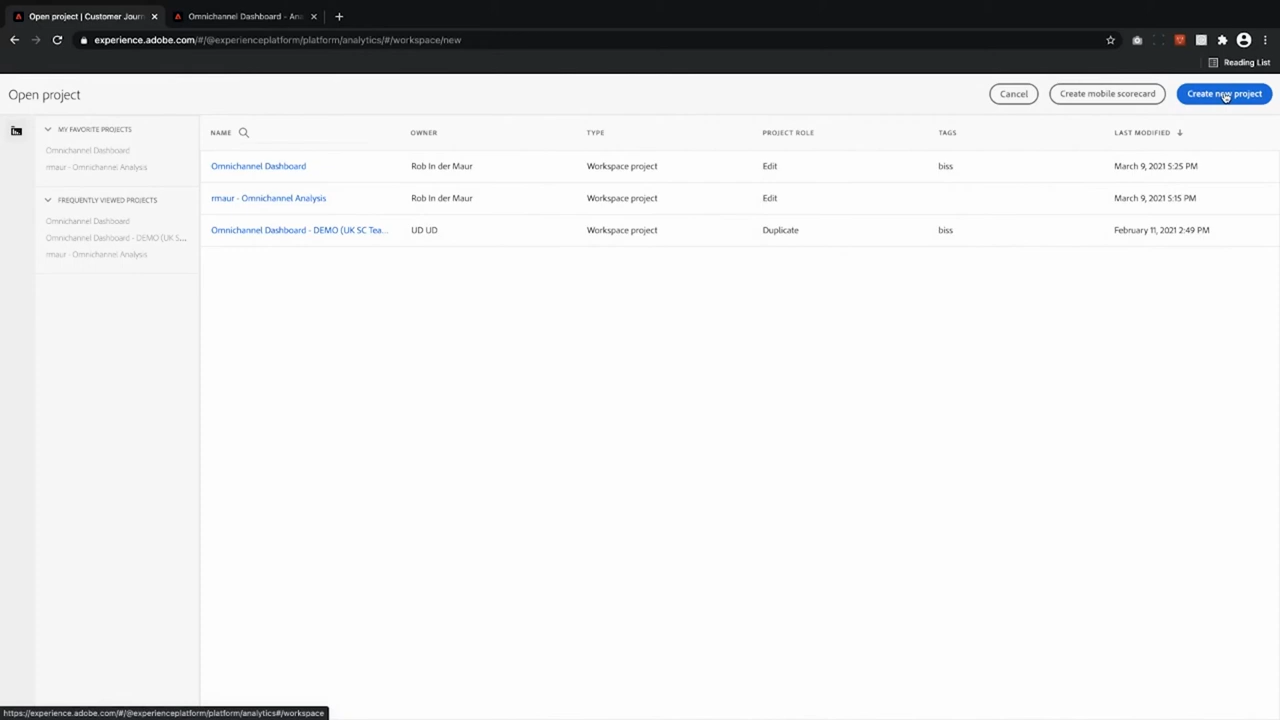 Open project | Customer Journ
Omnichannel Dashboard - Ana
experience.adobe.com/#/@experienceplatform/platform/analytics/#/workspace/new
Reading List
Open project
Cancel
Create mobile scorecard
Create new project
MY FAVORITE PROJECTS
Omnichannel Dashboard
rmaur - Omnichannel Analysis
FREQUENTLY VIEWED PROJECTS
Omnichannel Dashboard
Omnichannel Dashboard - DEMO (UK S...
rmaur - Omnichannel Analysis
NAME OWNER TYPE PROJECT ROLE TAGS LAST MODIFIED
Omnichannel Dashboard Rob In der Maur Workspace project Edit biss March 9, 2021 5:25 PM
rmaur - Omnichannel Analysis Rob In der Maur Workspace project Edit March 9, 2021 5:15 PM
Omnichannel Dashboard - DEMO (UK SC Tea... UD UD Workspace project Duplicate biss February 11, 2021 2:49 PM
https://experience.adobe.com/#/@experienceplatform/platform/analytics#/workspace